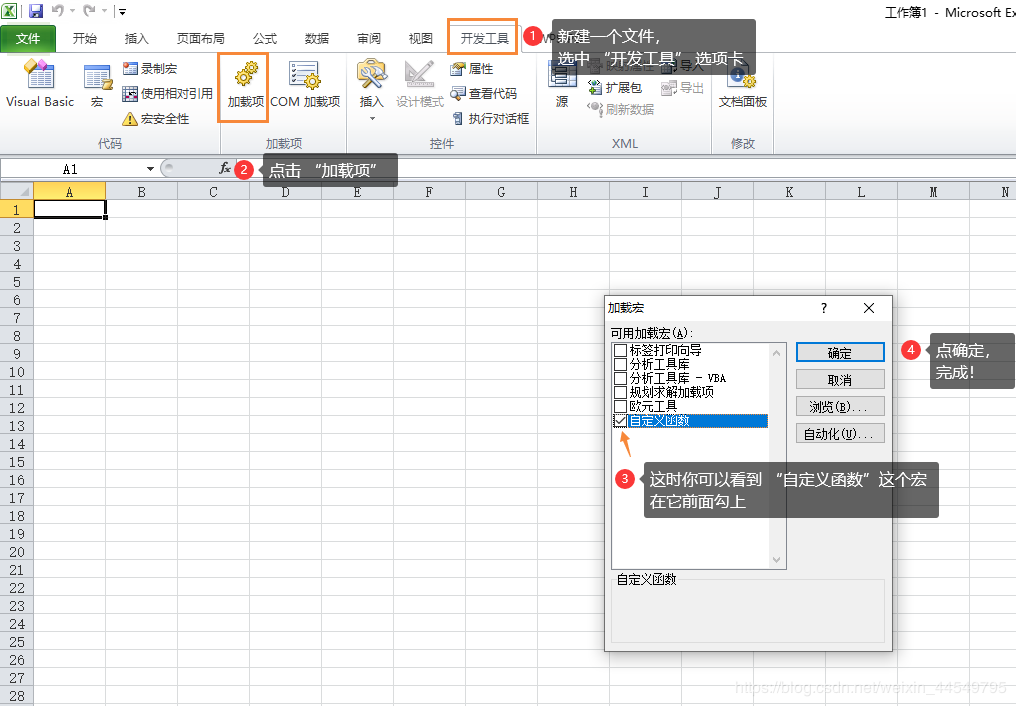 工作簿1 - Microsoft Ex
文件 开始 插入 页面布局 公式 数据 审阅 视图 开发工具
1 新建一个文件,
选中 “开发工具” 选项卡
Visual Basic
宏
录制宏
使用相对引用
宏安全性
代码
加载项
COM 加载项
加载项
插入
设计模式
属性
查看代码
执行对话框
控件
源
扩展包
刷新数据
导入
导出
XML
文档面板
修改
A1
fx
2 点击 “加载项”
A B C D E F G H I J K L M N
1
2
3
4
5
6
7
8
9
10
11
12
13
14
15
16
17
18
19
20
21
22
23
24
25
26
27
28
加载宏 ?
可用加载宏(A):
标签打印向导
分析工具库
分析工具库 - VBA
规划求解加载项
欧元工具
自定义函数
确定
取消
浏览(B)...
自动化(U)...
4 点确定,
完成!
3 这时你可以看到 “自定义函数” 这个宏
在它前面勾上
自定义函数
https://blog.csdn.net/weixin_44549795